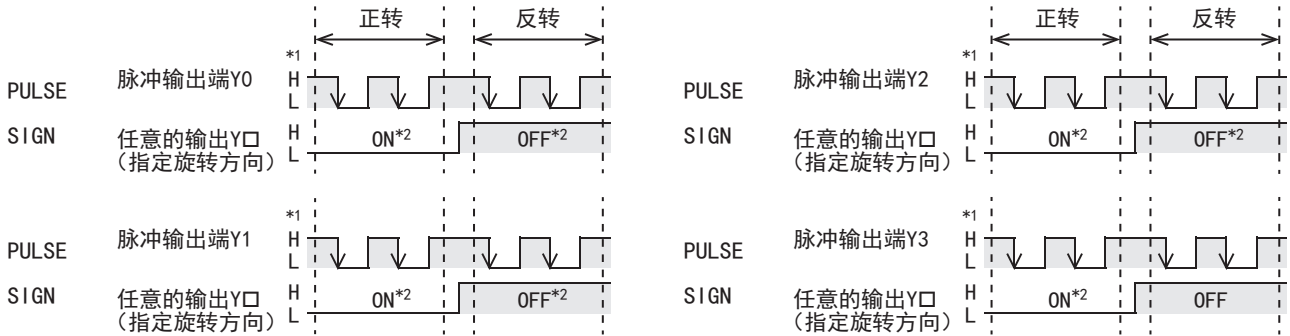 正转 反转
*1
PULSE 脉冲输出端Y0 H
L
SIGN 任意的输出Y口 H ON*2 OFF*2
(指定旋转方向) L
正转 反转
*1
PULSE 脉冲输出端Y2 H
L
SIGN 任意的输出Y口 H ON*2 OFF*2
(指定旋转方向) L
*1
PULSE 脉冲输出端Y1 H
L
SIGN 任意的输出Y口 H ON*2 OFF*2
(指定旋转方向) L
*1
PULSE 脉冲输出端Y3 H
L
SIGN 任意的输出Y口 H ON*2 OFF
(指定旋转方向) L